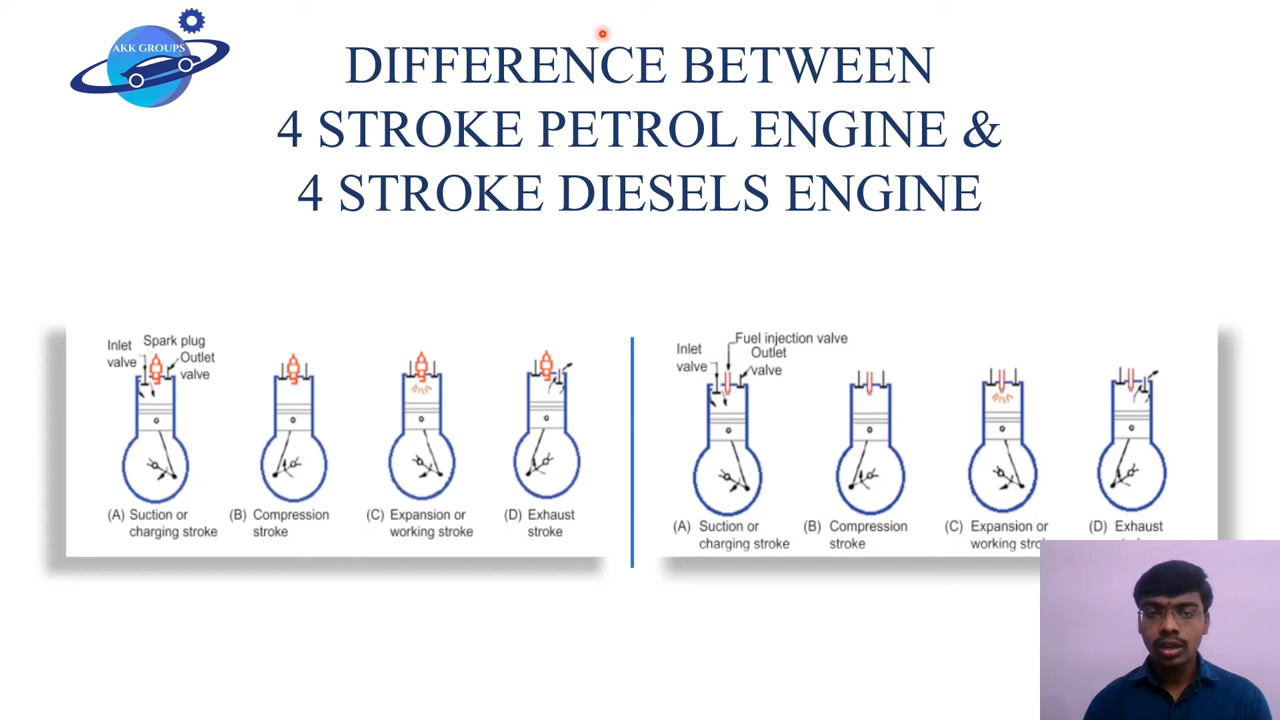 AKK GROUPS
DIFFERENCE BETWEEN
4 STROKE PETROL ENGINE &
4 STROKE DIESELS ENGINE
Inlet
valve
Spark plug
Outlet
valve
(A) Suction or
charging stroke
(B) Compression
stroke
(C) Expansion or
working stroke
(D) Exhaust
stroke
Inlet
valve
Fuel injection valve
Outlet
valve
(A) Suction or
charging stroke
(B) Compression
stroke
(C) Expansion or
working
(D) Exhaust